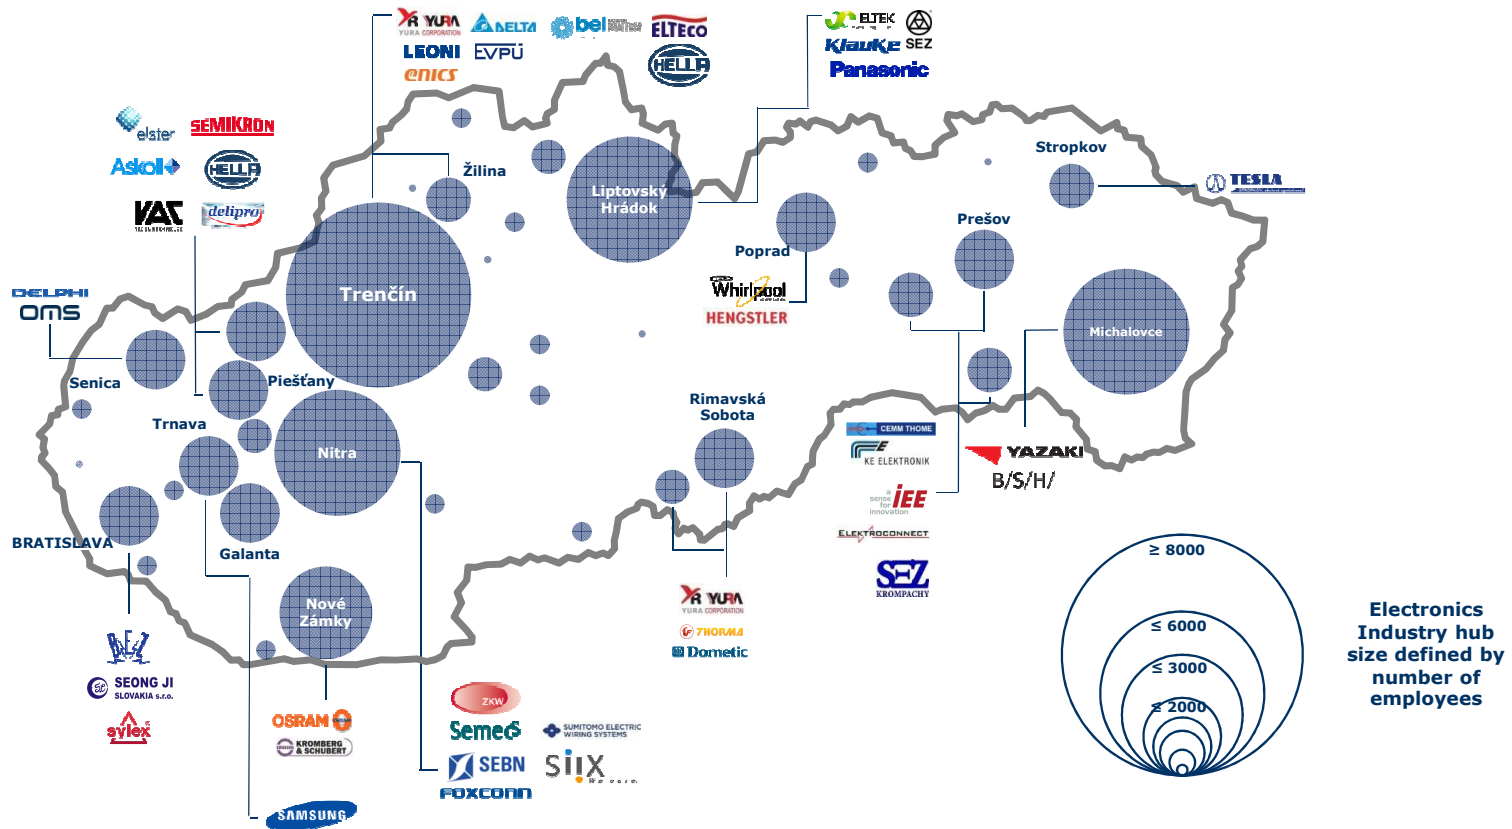 YURA
YURA CORPORATION
DELTA
bel
ELTECO
LEONI
EVPÚ
HELLA
enics
ELTEK
Klauke
SEZ
Panasonic
elster
SEMIKRON
Askoll
HELLA
VAC
delipro
Žilina
Liptovský
Hrádok
Stropkov
TESLA
Prešov
Poprad
Whirlpool
HENGSTLER
Trenčín
Michalovce
DELPHI
OMS
Senica
Piešťany
Trnava
Nitra
Rimavská
Sobota
CEMM THOME
KE ELEKTRONIK
YAZAKI
B/S/H/
a
sense
for
innovation
iEE
ELEKTROCONNECT
SEZ
KROMPACHY
BRATISLAVA
Galanta
Nové
Zámky
YURA
YURA CORPORATION
THORMA
Dometic
SEONG JI
SLOVAKIA s.r.o.
sylex
OSRAM
KROMBERG
& SCHUBERT
SAMSUNG
ZKW
Semecs
SUMITOMO ELECTRIC
WIRING SYSTEMS
SEBN
SIIX
FOXCONN
≥ 8000
≤ 6000
≤ 3000
≤ 2000
Electronics
Industry hub
size defined by
number of
employees